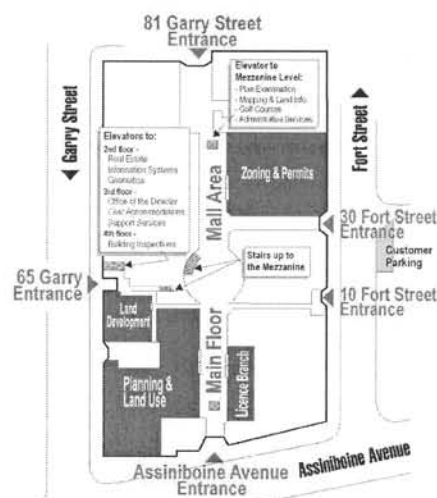 81 Garry Street
Entrance
Elevator to
Mezzanine Level:
- Plan Examination
- Mapping & Land Info.
- Golf Courses
- Administrative Services
Garry Street
Fort Street
Elevators to:
2nd floor -
Real Estate
Information Systems
Geomatics
3rd floor -
Office of the Director
Civic Accommodations
Support Services
4th floor -
Building Inspections
Mall Area
Zoning & Permits
30 Fort Street
Entrance
Customer
Parking
Stairs up to
the Mezzanine
65 Garry
Entrance
10 Fort Street
Entrance
Land
Development
Main Floor
Planning &
Land Use
Licence Branch
Assiniboine Avenue
Entrance
Assiniboine Avenue